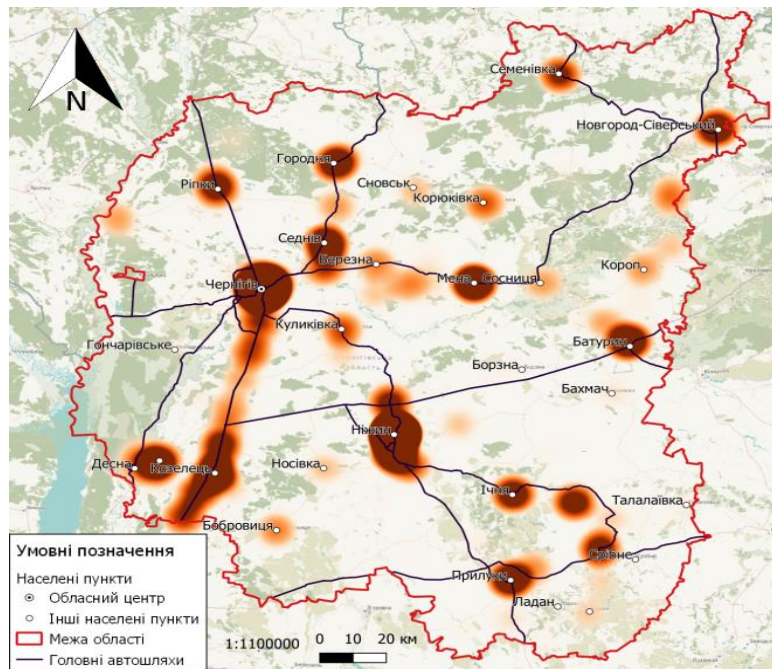 N
Семенівка
Новгород-Сіверський
Городня
Сновськ
Ріпки
Корюківка
Седнів
Березна
Короп
Мена
Сосниця
Чернігів
Куликівка
Гончарівське
Батурин
Борзна
Бахмач
Ніжин
Десна
Козелець
Носівка
Ічня
Талалаївка
Бобровиця
Срібне
Прилуки
Ладан
Умовні позначення
Населені пункти
Обласний центр
Інші населені пункти
Межа області
Головні автошляхи
1:1100000
0 10 20 км